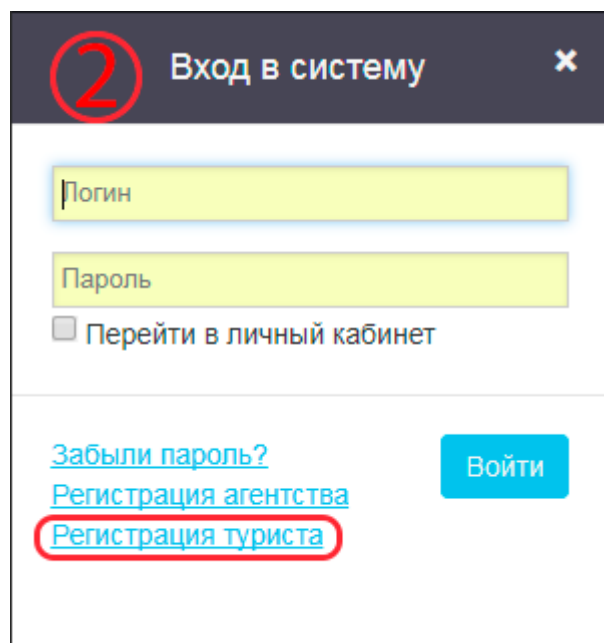 ② Вход в систему ×
Логин
Пароль
Перейти в личный кабинет
Забыли пароль?
Войти
Регистрация агентства
Регистрация туриста